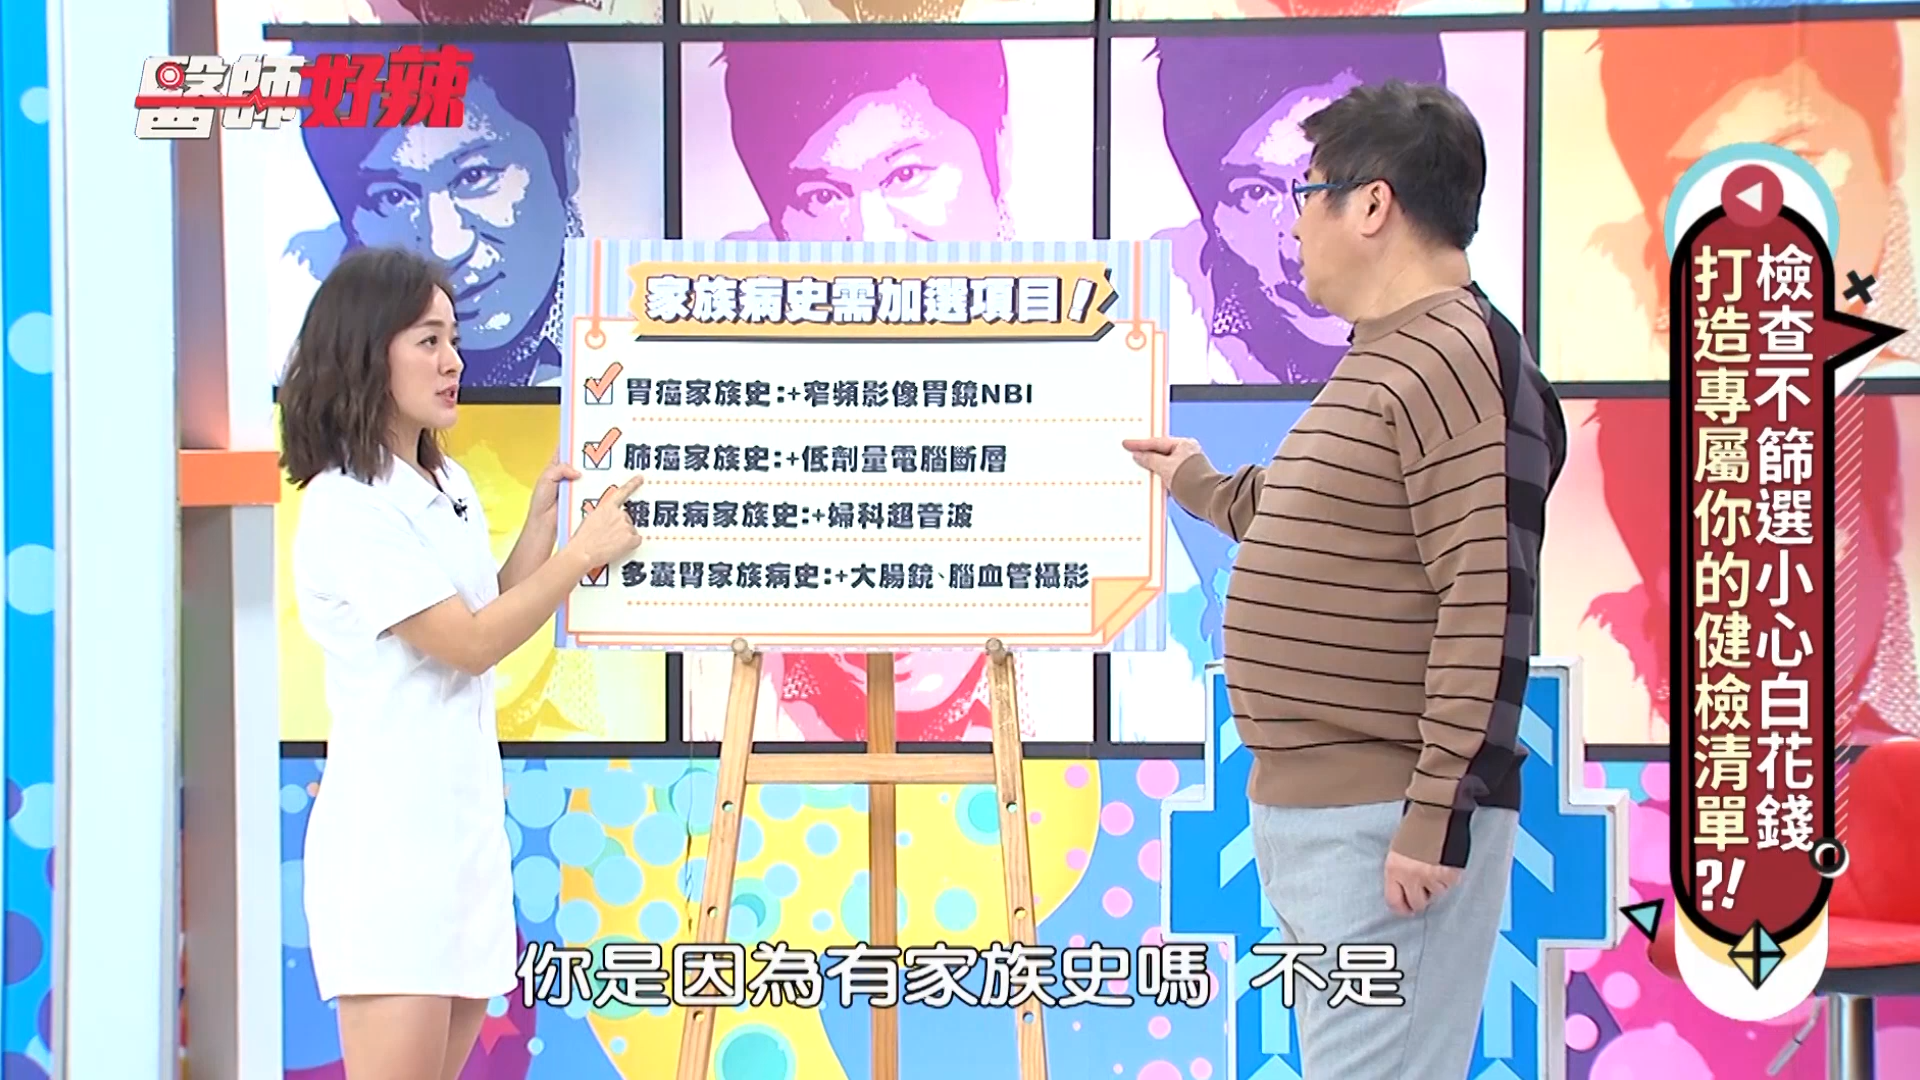 醫師好辣
家族病史需加選項目！
胃癌家族史：+窄頻影像胃鏡NBI
肺癌家族史：+低劑量電腦斷層
糖尿病家族史：+婦科超音波
多囊腎家族病史：+大腸鏡、腦血管攝影
檢查不篩選小心白花錢
打造專屬你的健檢清單?!
你是因為有家族史嗎 不是